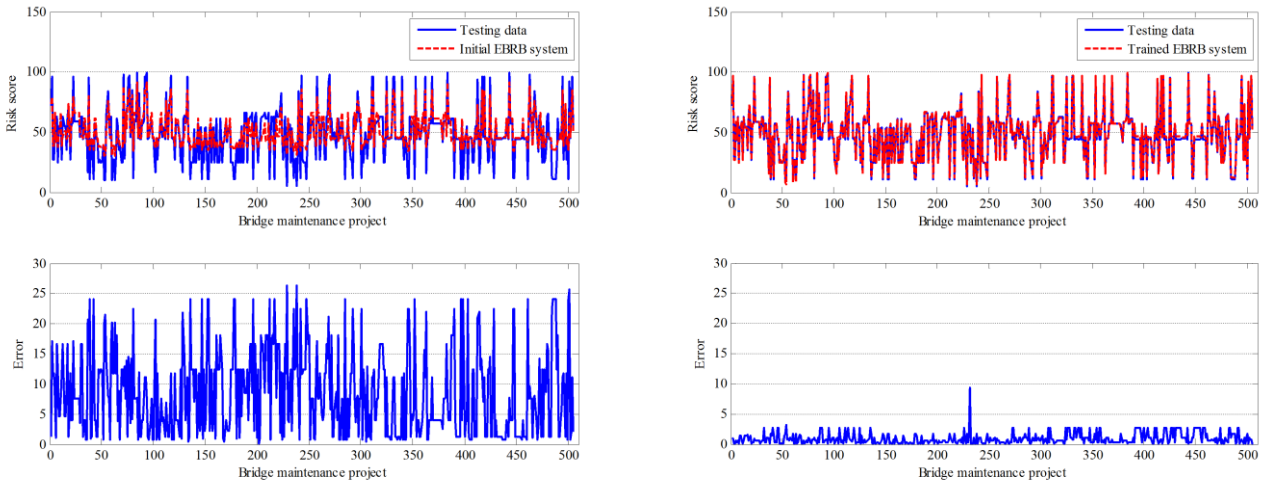 150
100
50
0
Risk score
Testing data
Initial EBRB system
0 50 100 150 200 250 300 350 400 450 500
Bridge maintenance project
150
100
50
0
Risk score
Testing data
Trained EBRB system
0 50 100 150 200 250 300 350 400 450 500
Bridge maintenance project
30
25
20
15
10
5
0
Error
0 50 100 150 200 250 300 350 400 450 500
Bridge maintenance project
30
25
20
15
10
5
0
Error
0 50 100 150 200 250 300 350 400 450 500
Bridge maintenance project